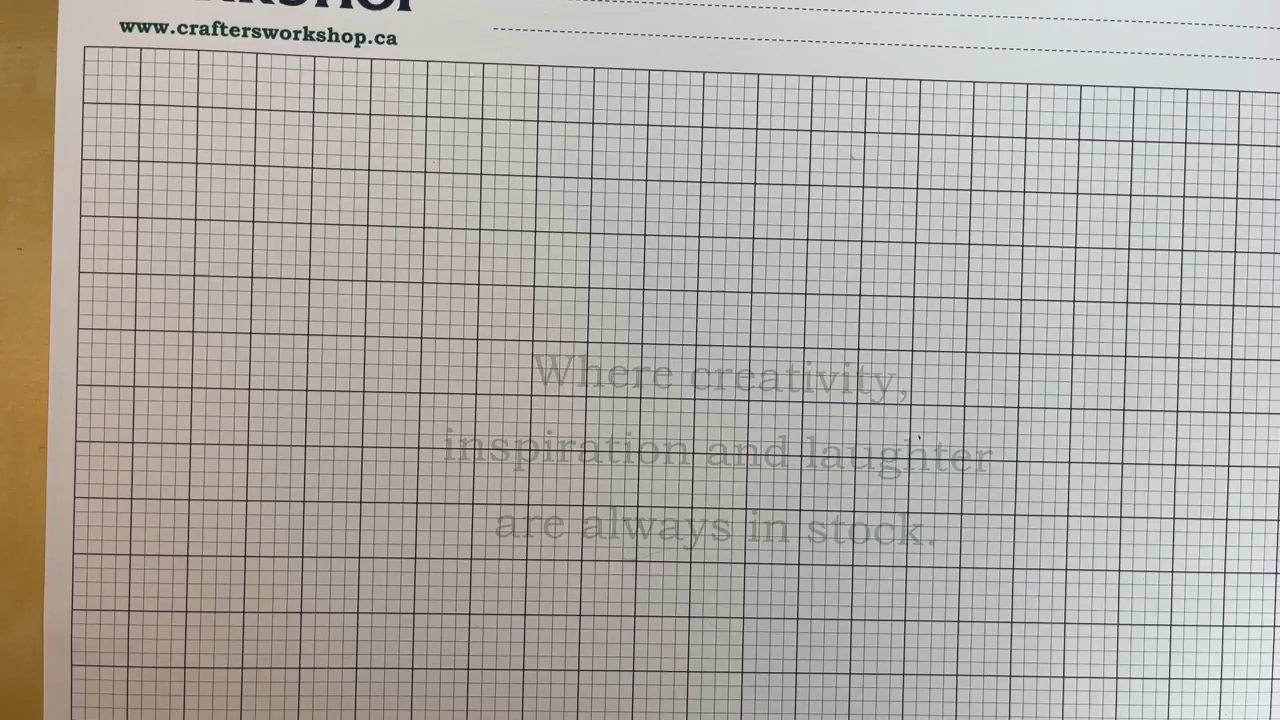 www.craftersworkshop.ca
Where creativity,
inspiration and laughter
are always in stock.